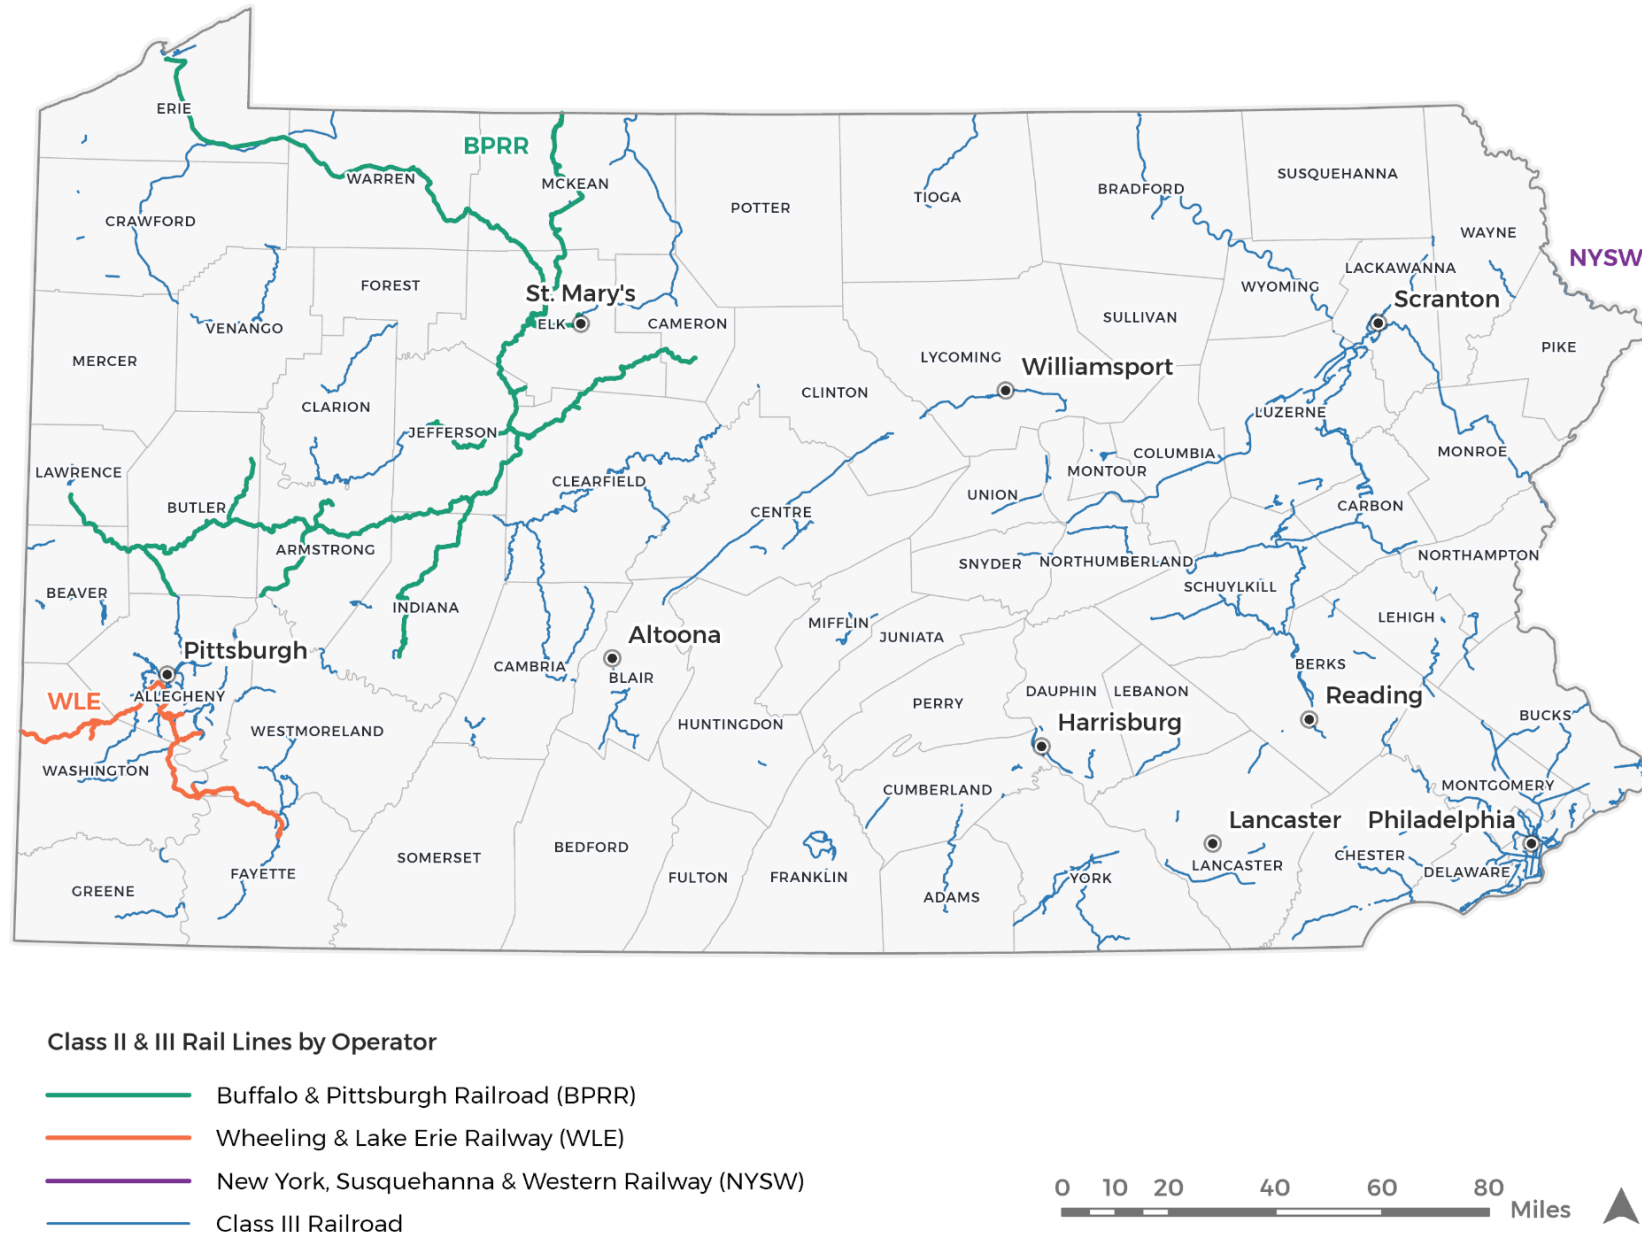 ERIE
BPRR
WARREN
MCKEAN
CRAWFORD
POTTER
TIOGA
BRADFORD
SUSQUEHANNA
WAYNE
NYSW
LACKAWANNA
Scranton
WYOMING
FOREST
St. Mary's
ELK
CAMERON
VENANGO
MERCER
SULLIVAN
LYCOMING
Williamsport
PIKE
CLINTON
CLARION
LUZERNE
JEFFERSON
MONROE
COLUMBIA
MONTOUR
LAWRENCE
CLEARFIELD
UNION
BUTLER
CENTRE
CARBON
ARMSTRONG
NORTHAMPTON
SNYDER
NORTHUMBERLAND
SCHUYLKILL
BEAVER
INDIANA
MIFFLIN
JUNIATA
LEHIGH
Altoona
Pittsburgh
CAMBRIA
BLAIR
BERKS
Reading
WLE
ALLEGHENY
DAUPHIN
LEBANON
PERRY
Harrisburg
BUCKS
HUNTINGDON
WESTMORELAND
WASHINGTON
CUMBERLAND
MONTGOMERY
Lancaster
Philadelphia
SOMERSET
BEDFORD
CHESTER
LANCASTER
DELAWARE
FAYETTE
GREENE
FULTON
FRANKLIN
YORK
ADAMS
Class II & III Rail Lines by Operator
Buffalo & Pittsburgh Railroad (BPRR)
Wheeling & Lake Erie Railway (WLE)
New York, Susquehanna & Western Railway (NYSW)
Class III Railroad
0 10 20 40 60 80
Miles